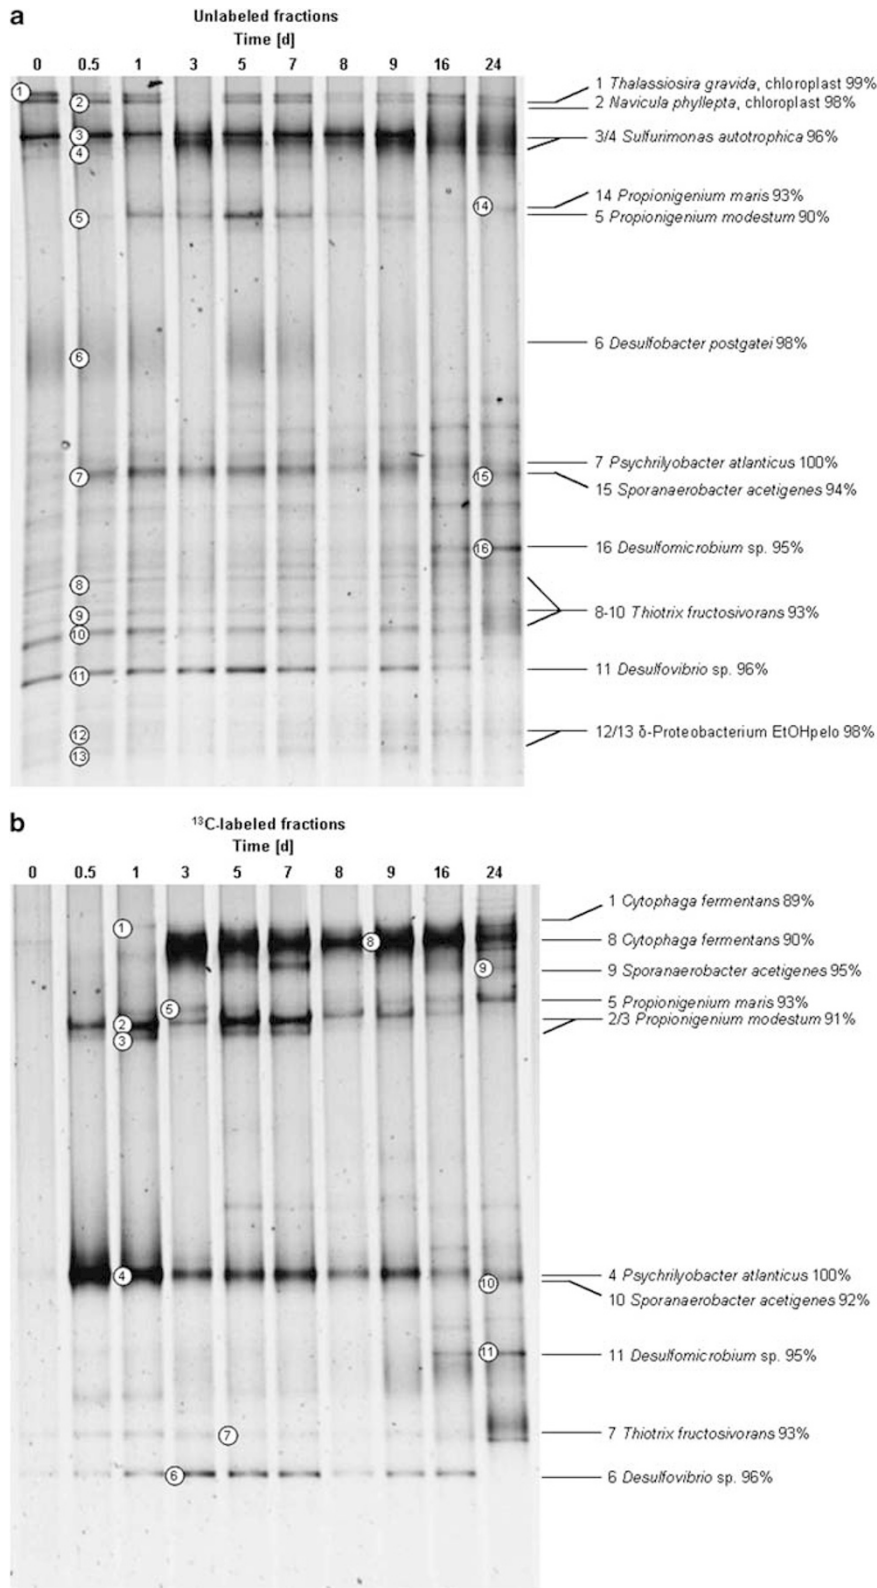 a
Unlabeled fractions
Time [d]
0 0.5 1 3 5 7 8 9 16 24
1
2
3
4
5
6
7
8
9
10
11
12
13
14
15
16
1 Thalassiosira gravida, chloroplast 99%
2 Navicula phyllepta, chloroplast 98%
3/4 Sulfurimonas autotrophica 96%
14 Propionigenium maris 93%
5 Propionigenium modestum 90%
6 Desulfobacter postgatei 98%
7 Psychrilyobacter atlanticus 100%
15 Sporanaerobacter acetigenes 94%
16 Desulfomicrobium sp. 95%
8-10 Thiotrix fructosivorans 93%
11 Desulfovibrio sp. 96%
12/13 δ-Proteobacterium EtOHpelo 98%
b
¹³C-labeled fractions
Time [d]
0 0.5 1 3 5 7 8 9 16 24
1
8
9
5
2
3
4
10
11
7
6
1 Cytophaga fermentans 89%
8 Cytophaga fermentans 90%
9 Sporanaerobacter acetigenes 95%
5 Propionigenium maris 93%
2/3 Propionigenium modestum 91%
4 Psychrilyobacter atlanticus 100%
10 Sporanaerobacter acetigenes 92%
11 Desulfomicrobium sp. 95%
7 Thiotrix fructosivorans 93%
6 Desulfovibrio sp. 96%